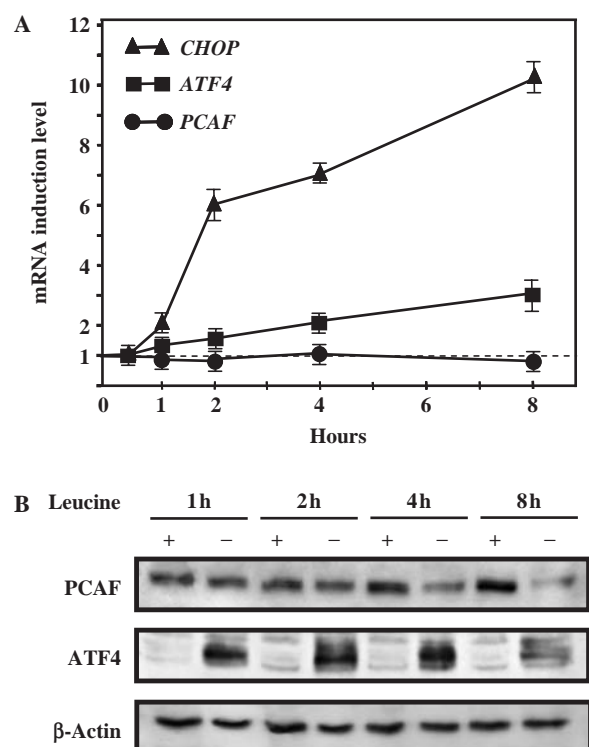 A
12
10
8
6
4
2
1
mRNA induction level
CHOP
ATF4
PCAF
0 1 2 4 6 8
Hours
B Leucine 1h 2h 4h 8h
+ − + − + − + −
PCAF
ATF4
β-Actin